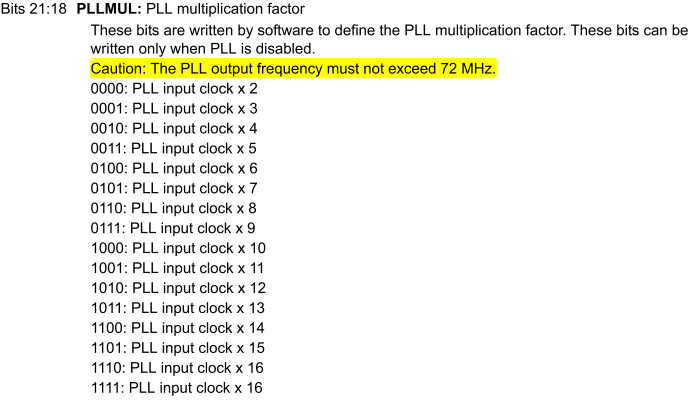 Bits 21:18 PLLMUL: PLL multiplication factor
These bits are written by software to define the PLL multiplication factor. These Bits can be
written only when PLL is disabled.
Caution: The PLL output frequency must not exceed 72 MHz.
0000: PLL input clock x 2
0001: PLL input clock x 3
0010: PLL input clock x 4
0011: PLL input clock x 5
0100: PLL input clock x 6
0101: PLL input clock x 7
0110: PLL input clock x 8
0111: PLL input clock x 9
1000: PLL input clock x 10
1001: PLL input clock x 11
1010: PLL input clock x 12
1011: PLL input clock x 13
1100: PLL input clock x 14
1101: PLL input clock x 15
1110: PLL input clock x 16
1111: PLL input clock x 16